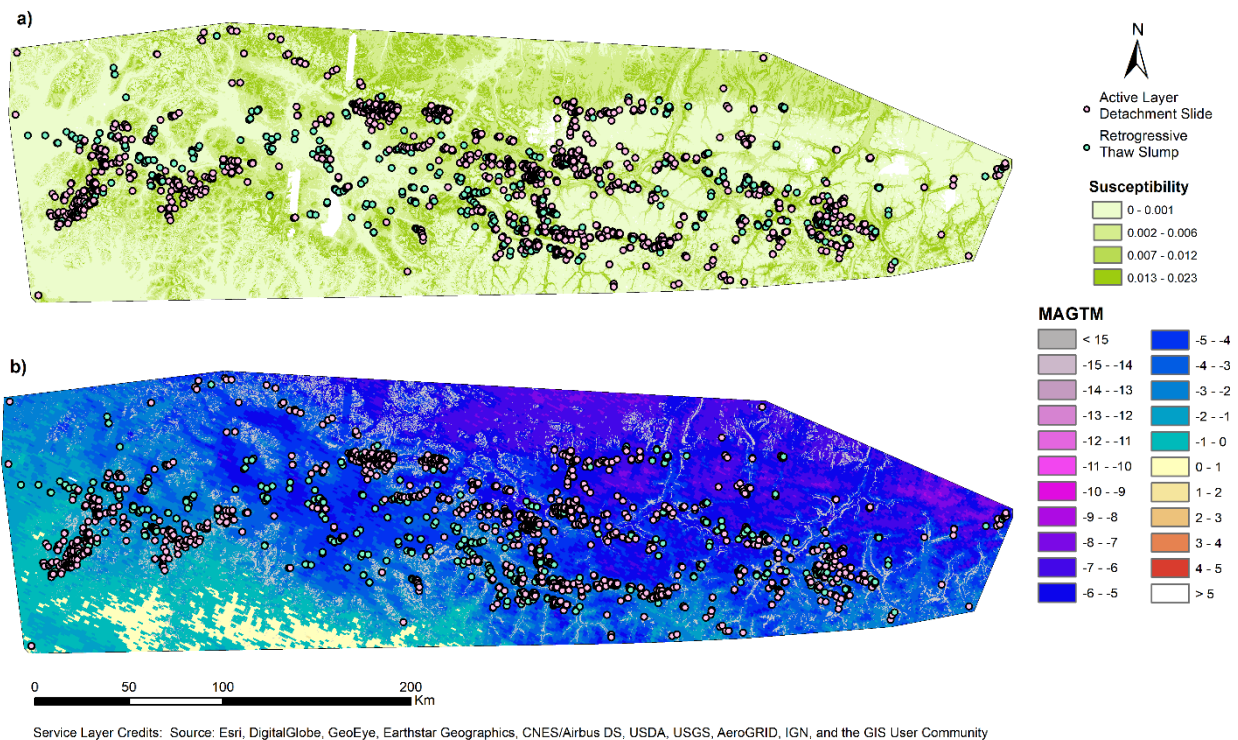 a)
N
Active Layer
Detachment Slide
Retrogressive
Thaw Slump
Susceptibility
0 - 0.001
0.002 - 0.006
0.007 - 0.012
0.013 - 0.023
MAGTM
< 15
-15 - -14
-14 - -13
-13 - -12
-12 - -11
-11 - -10
-10 - -9
-9 - -8
-8 - -7
-7 - -6
-6 - -5
-5 - -4
-4 - -3
-3 - -2
-2 - -1
-1 - 0
0 - 1
1 - 2
2 - 3
3 - 4
4 - 5
> 5
b)
0 50 100 200
Km
Service Layer Credits: Source: Esri, DigitalGlobe, GeoEye, Earthstar Geographics, CNES/Airbus DS, USDA, USGS, AeroGRID, IGN, and the GIS User Community